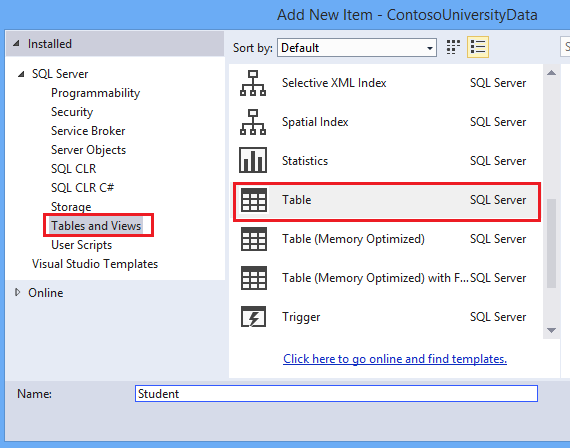 Add New Item - ContosoUniversityData
Installed
Sort by: Default
S
SQL Server
Programmability
Security
Service Broker
Server Objects
SQL CLR
SQL CLR C#
Storage
Tables and Views
User Scripts
Visual Studio Templates
Online
Selective XML Index SQL Server
Spatial Index SQL Server
Statistics SQL Server
Table SQL Server
Table (Memory Optimized) SQL Server
Table (Memory Optimized) with F...SQL Server
Trigger SQL Server
Click here to go online and find templates.
Name: Student